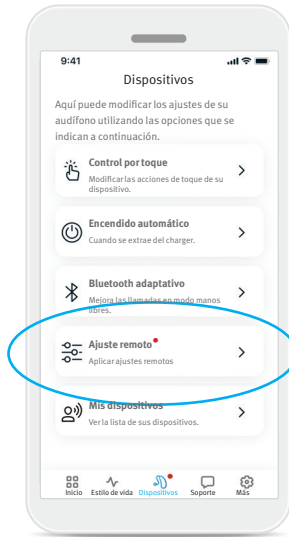 9:41
Dispositivos
Aquí puede modificar los ajustes de su
audífono utilizando las opciones que se
indican a continuación.
Control por toque
Modificar las acciones de toque de su
dispositivo.
Encendido automático
Cuando se extrae del charger.
Bluetooth adaptativo
Mejora las llamadas en modo manos
libres.
Ajuste remoto
Aplicar ajustes remotos
Mis dispositivos
Ver la lista de sus dispositivos.
Inicio Estilo de vida Dispositivos Soporte Más